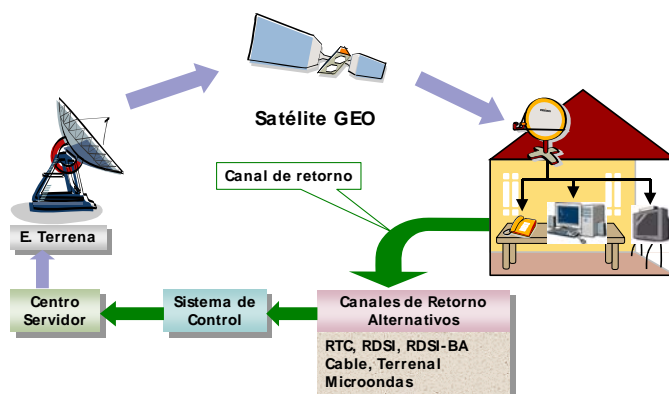 Satélite GEO
Canal de retorno
E. Terrena
Centro
Servidor
Sistema de
Control
Canales de Retorno
Alternativos
RTC, RDSI, RDSI-BA
Cable, Terrenal
Microondas